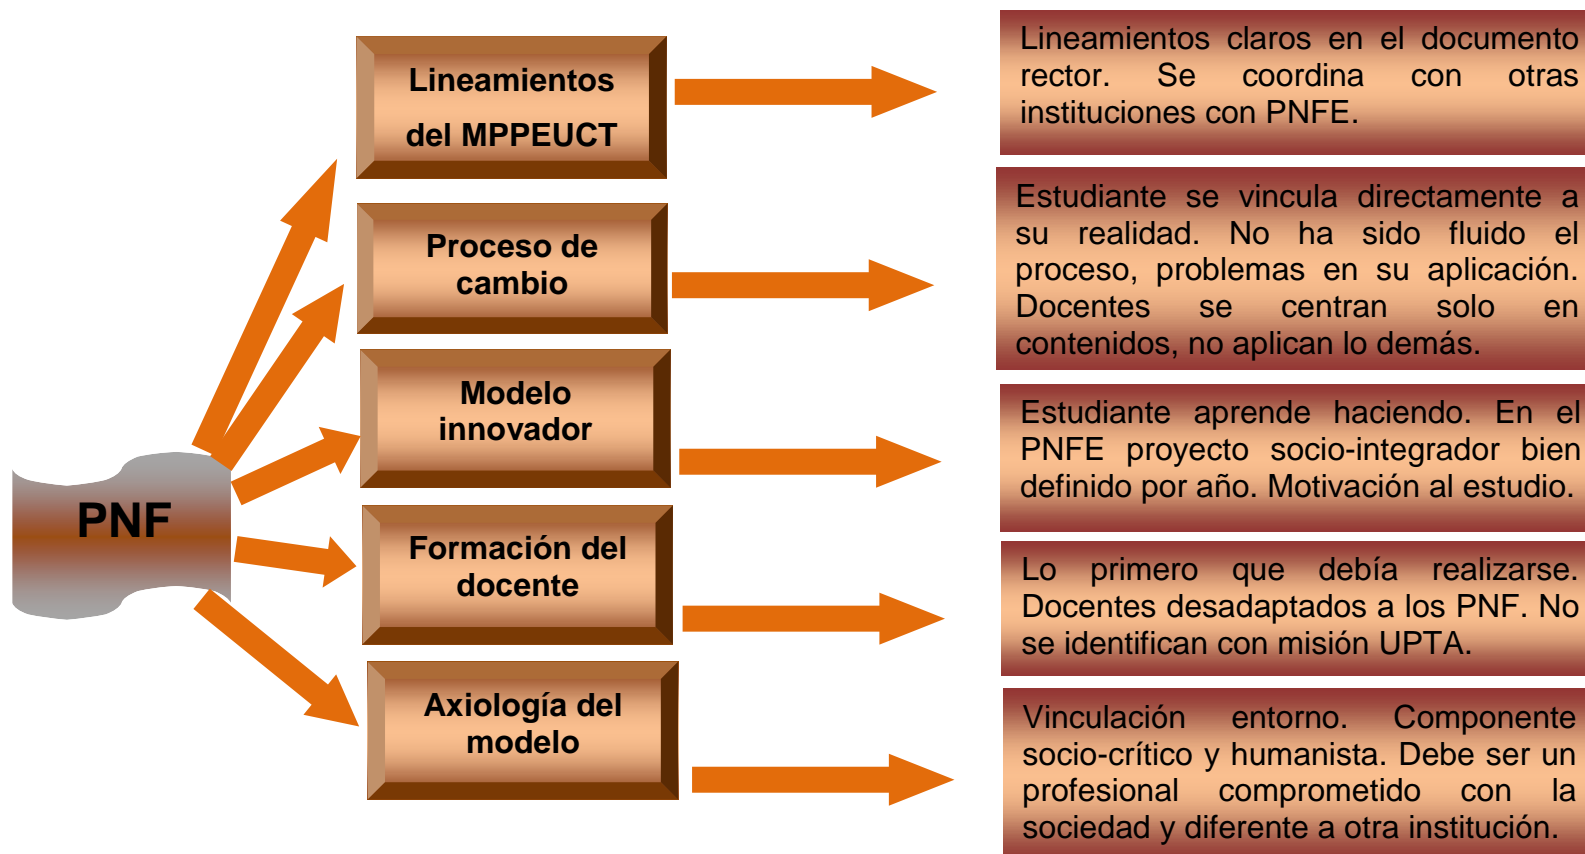 PNF
Lineamientos
del MPPEUCT
Lineamientos claros en el documento
rector. Se coordina con otras
instituciones con PNFE.
Proceso de
cambio
Estudiante se vincula directamente a
su realidad. No ha sido fluido el
proceso, problemas en su aplicación.
Docentes se centran solo en
contenidos, no aplican lo demás.
Modelo
innovador
Estudiante aprende haciendo. En el
PNFE proyecto socio-integrador bien
definido por año. Motivación al estudio.
Formación del
docente
Lo primero que debía realizarse.
Docentes desadaptados a los PNF. No
se identifican con misión UPTA.
Axiología del
modelo
Vinculación entorno. Componente
socio-crítico y humanista. Debe ser un
profesional comprometido con la
sociedad y diferente a otra institución.